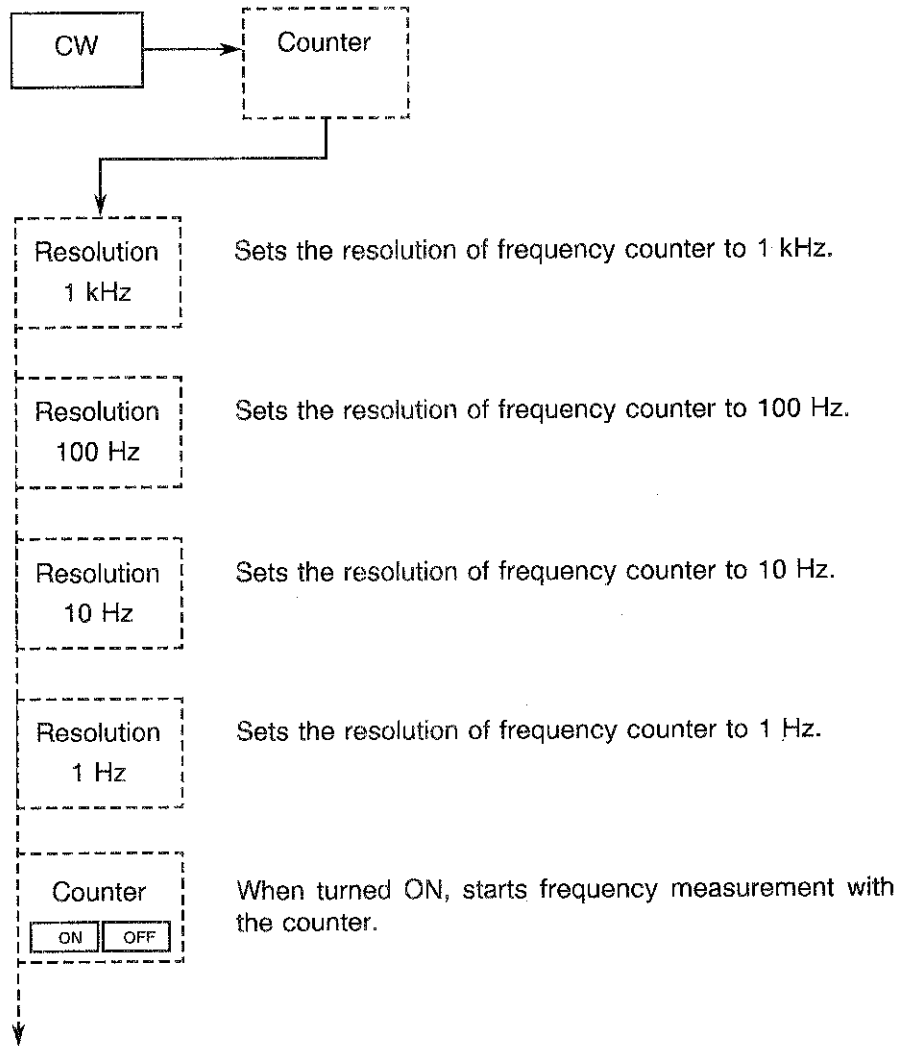 CW
Counter
Resolution
1 kHz
Sets the resolution of frequency counter to 1 kHz.
Resolution
100 Hz
Sets the resolution of frequency counter to 100 Hz.
Resolution
10 Hz
Sets the resolution of frequency counter to 10 Hz.
Resolution
1 Hz
Sets the resolution of frequency counter to 1 Hz.
Counter
ON OFF
When turned ON, starts frequency measurement with
the counter.